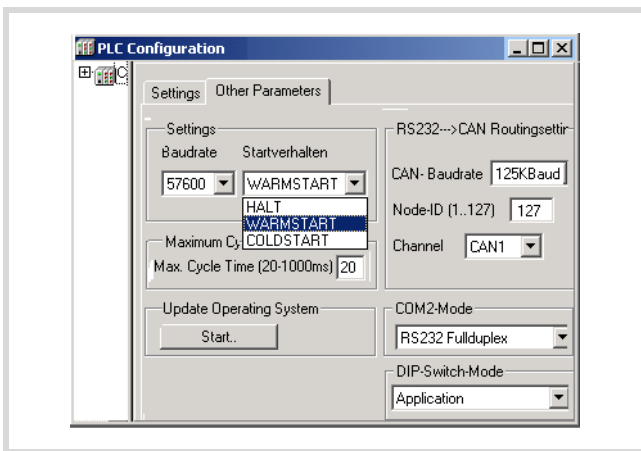 PLC Configuration
C
Settings
Other Parameters
Settings
Baudrate
Startverhalten
57600
WARMSTART
HALT
WARMSTART
COLDSTART
Maximum Cy
Max. Cycle Time (20-1000ms)
20
Update Operating System
Start..
RS232--->CAN Routingsettin
CAN- Baudrate
125KBaud
Node-ID (1..127)
127
Channel
CAN1
COM2-Mode
RS232 Fullduplex
DIP-Switch-Mode
Application